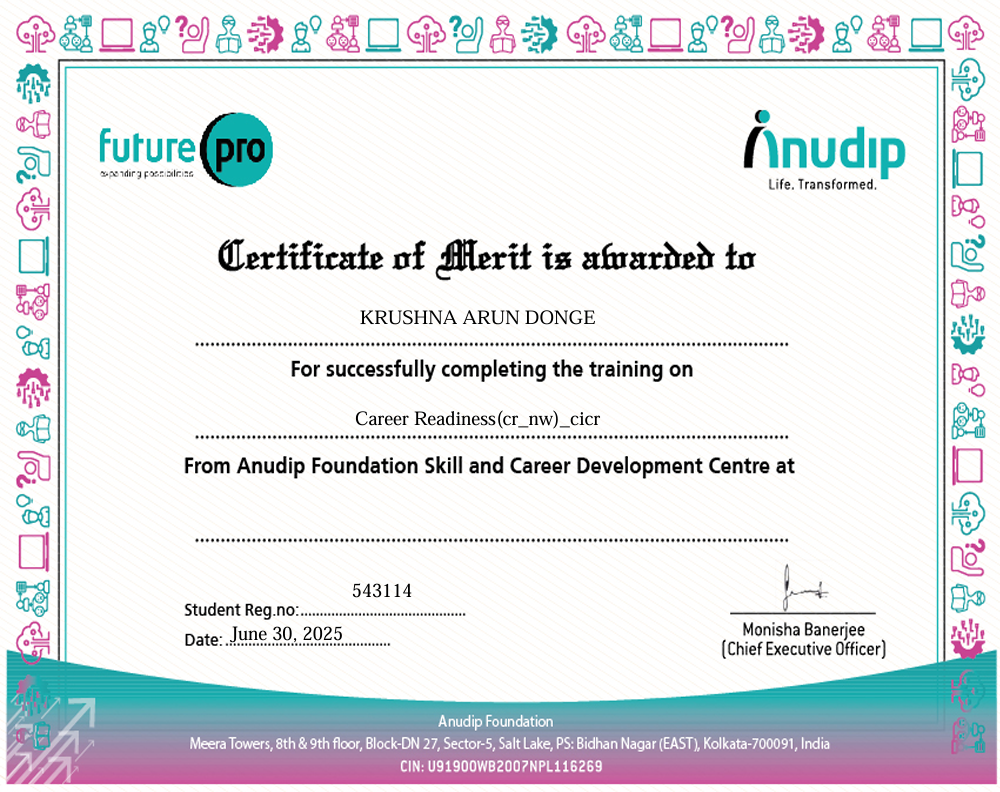 future pro
expanding possibilities
Anudip
Life. Transformed.
Certificate of Merit is awarded to
KRUSHNA ARUN DONGE
For successfully completing the training on
Career Readiness(cr_nw)_cicr
From Anudip Foundation Skill and Career Development Centre at
543114
Student Reg.no:
Date: June 30, 2025
Monisha Banerjee
(Chief Executive Officer)
Anudip Foundation
Meera Towers, 8th & 9th floor, Block-DN 27, Sector-5, Salt Lake, PS: Bidhan Nagar (EAST), Kolkata-700091, India
CIN: U91900WB2007NPL116269